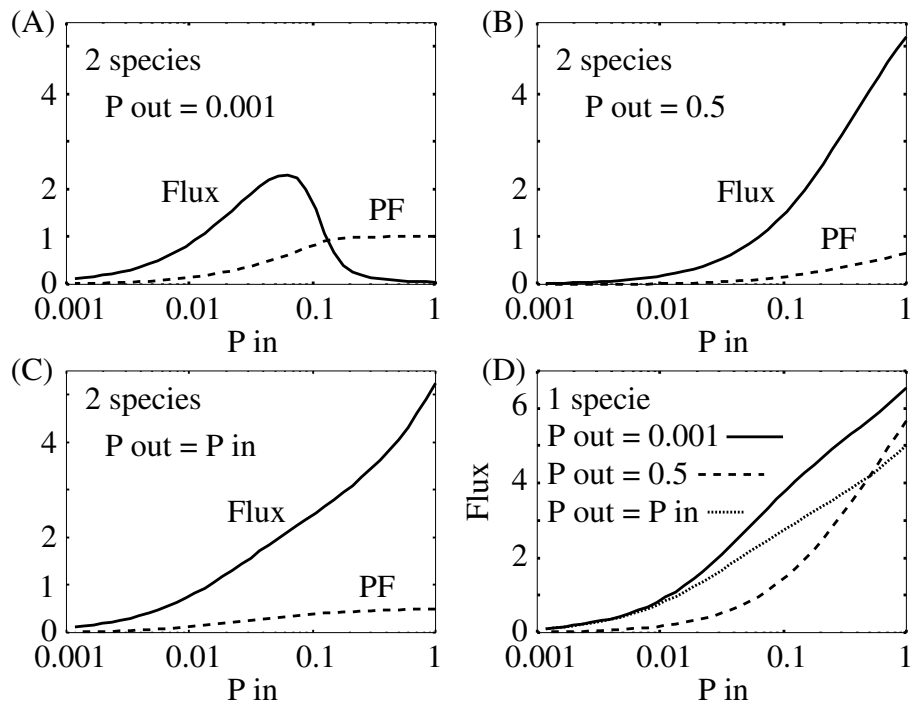 (A)
2 species
P out = 0.001
4
2
1
0
Flux
PF
0.001 0.01 0.1 1
P in
(B)
2 species
P out = 0.5
4
2
1
0
Flux
PF
0.001 0.01 0.1 1
P in
(C)
2 species
P out = P in
4
2
1
0
Flux
PF
0.001 0.01 0.1 1
P in
(D)
1 specie
P out = 0.001
P out = 0.5
P out = P in
Flux
6
4
2
0
0.001 0.01 0.1 1
P in